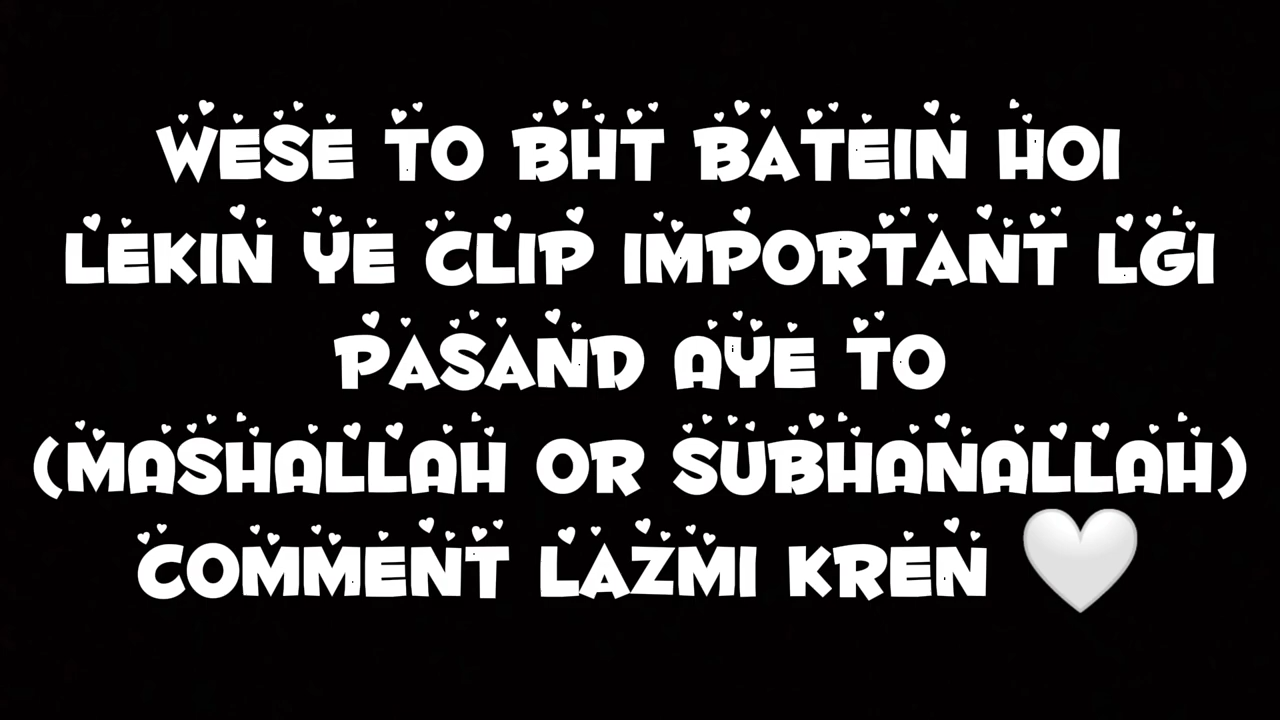 WESE TO BHT BATEIN HOI
LEKIN YE CLIP IMPORTANT LGI
PASAND AYE TO
(MASHALLAH OR SUBHANALLAH)
COMMENT LAZMI KREN 🤍